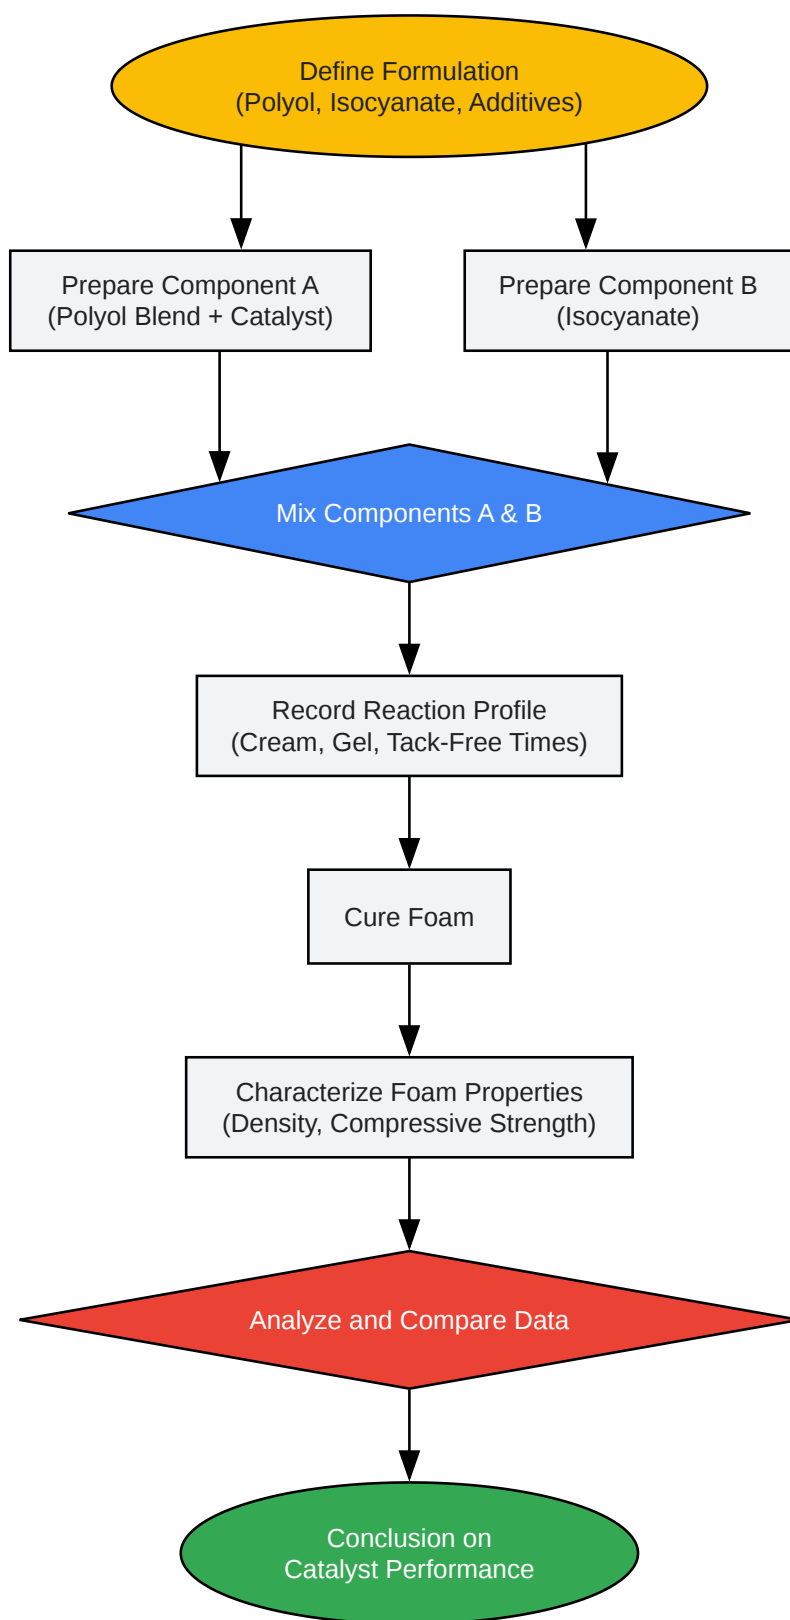 Define Formulation
(Polyol, Isocyanate, Additives)
Prepare Component A
(Polyol Blend + Catalyst)
Prepare Component B
(Isocyanate)
Mix Components A & B
Record Reaction Profile
(Cream, Gel, Tack-Free Times)
Cure Foam
Characterize Foam Properties
(Density, Compressive Strength)
Analyze and Compare Data
Conclusion on
Catalyst Performance